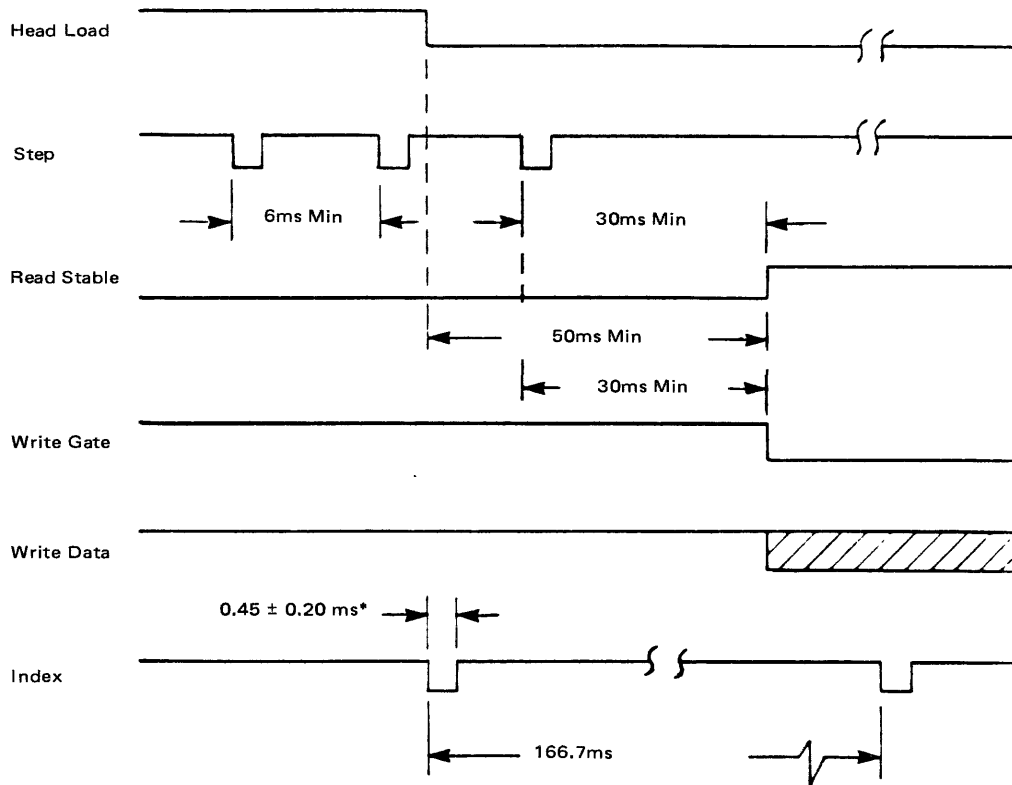 Head Load
Step
6ms Min
30ms Min
Read Stable
50ms Min
30ms Min
Write Gate
Write Data
0.45 ± 0.20 ms*
Index
166.7ms